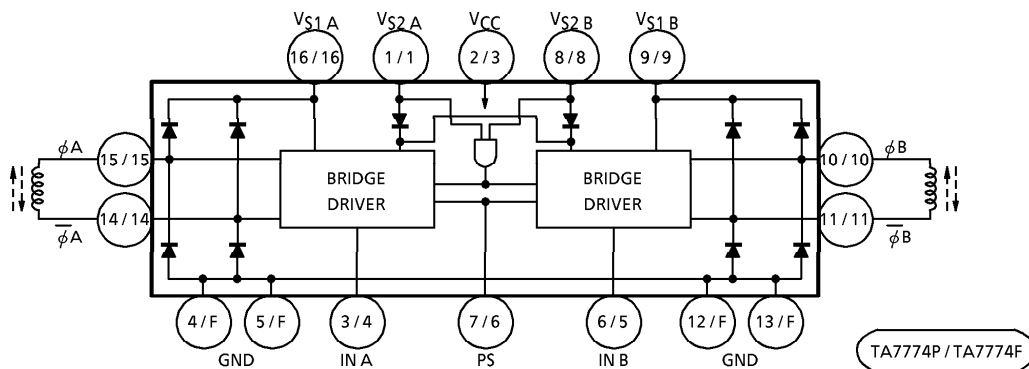 VS1 A VS2 A VCC VS2 B VS1 B
16 / 16 1 / 1 2 / 3 8 / 8 9 / 9
ϕA 15 / 15 10 / 10 ϕB
BRIDGE DRIVER
BRIDGE DRIVER
ϕ̅A 14 / 14 11 / 11 ϕ̅B
4 / F 5 / F 3 / 4 7 / 6 6 / 5 12 / F 13 / F
GND IN A PS IN B GND
TA7774P / TA7774F